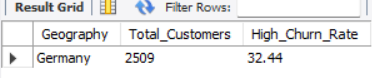 Result Grid Filter Rows:
Geography Total_Customers High_Churn_Rate
Germany 2509 32.44